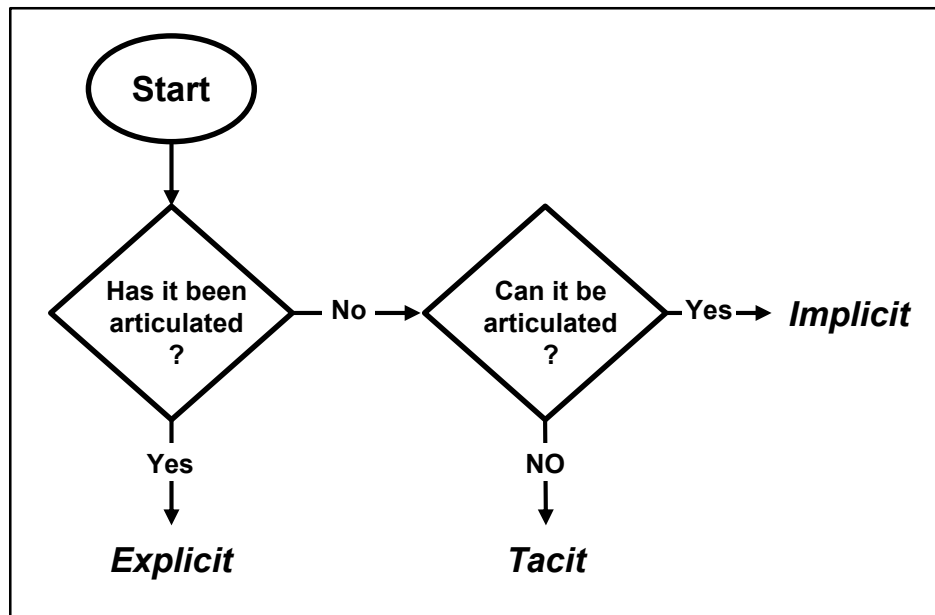 Start
Has it been
articulated
?
No
Can it be
articulated
?
Yes
Implicit
Yes
NO
Explicit
Tacit